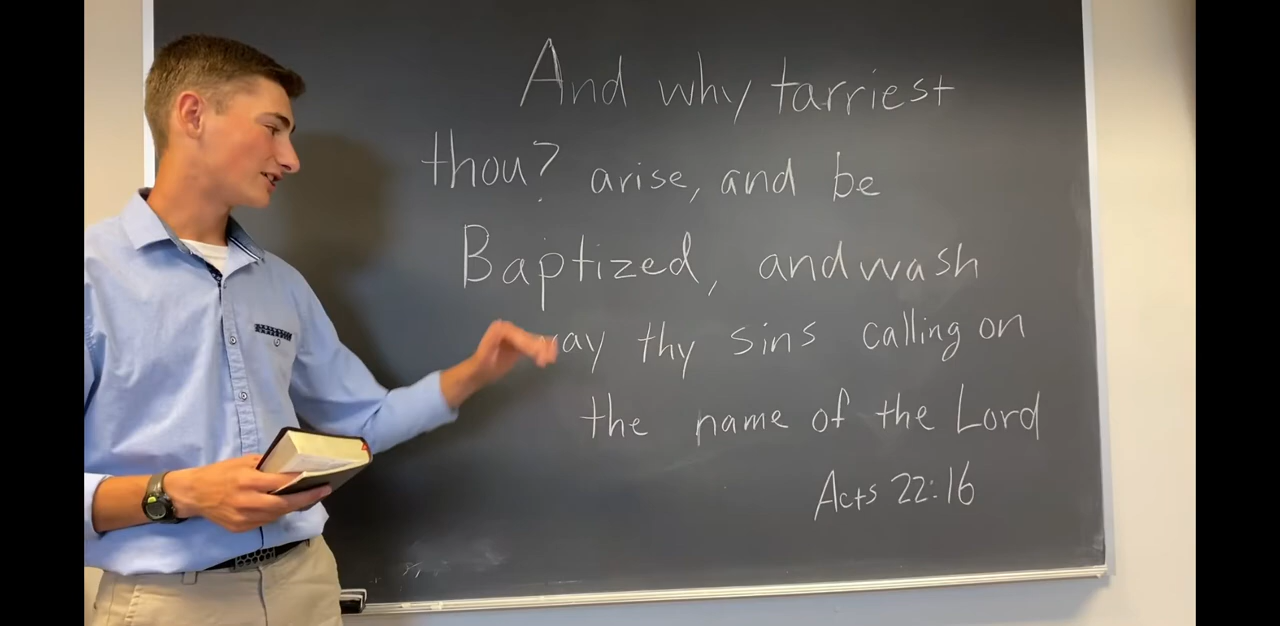 And why tarriest
thou? arise, and be
Baptized, and wash
thy sins calling on
the name of the Lord
Acts 22:16